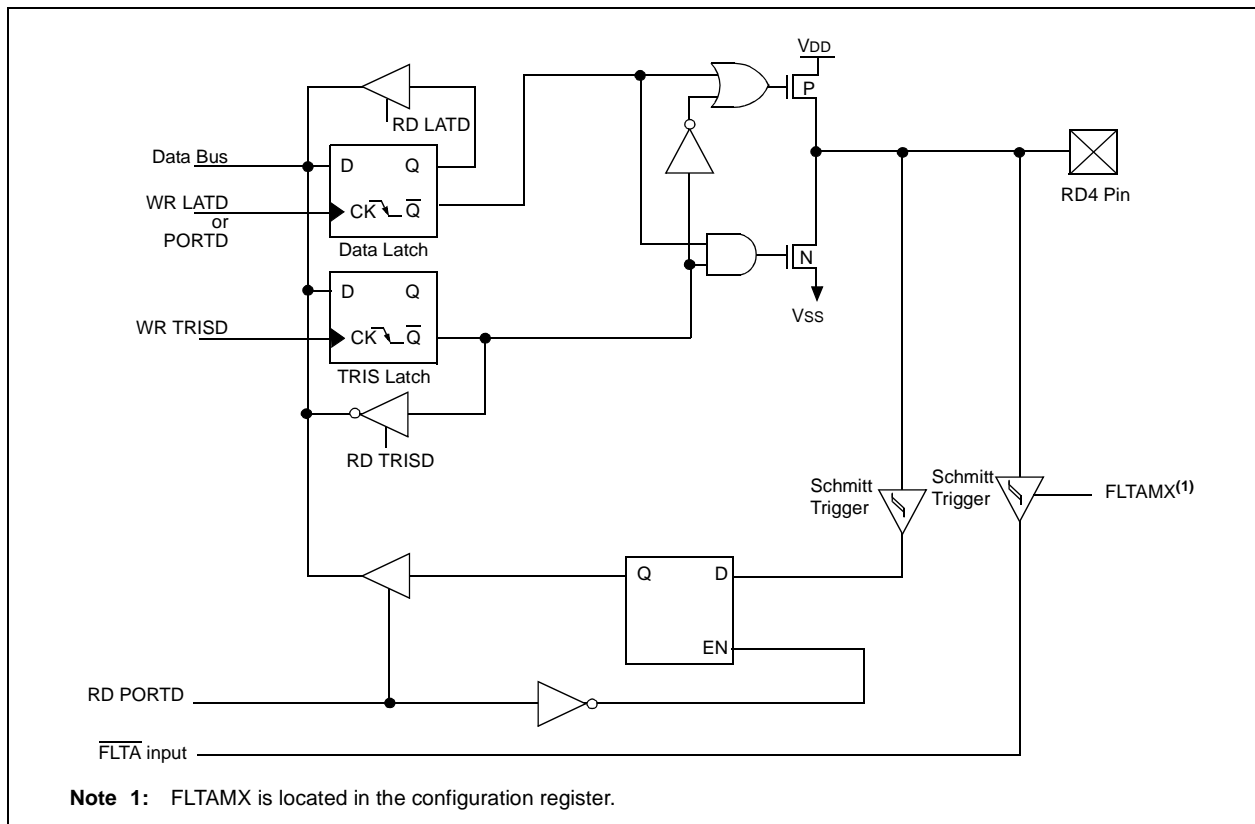 VDD
P
RD LATD
Data Bus
D Q
RD4 Pin
WR LATD
or
PORTD
CK Q̅
Data Latch
N
D Q
VSS
WR TRISD
CK Q̅
TRIS Latch
RD TRISD
Schmitt
Trigger
Schmitt
Trigger
FLTAMX(1)
Q D
EN
RD PORTD
F̅L̅T̅A̅ input
Note 1: FLTAMX is located in the configuration register.